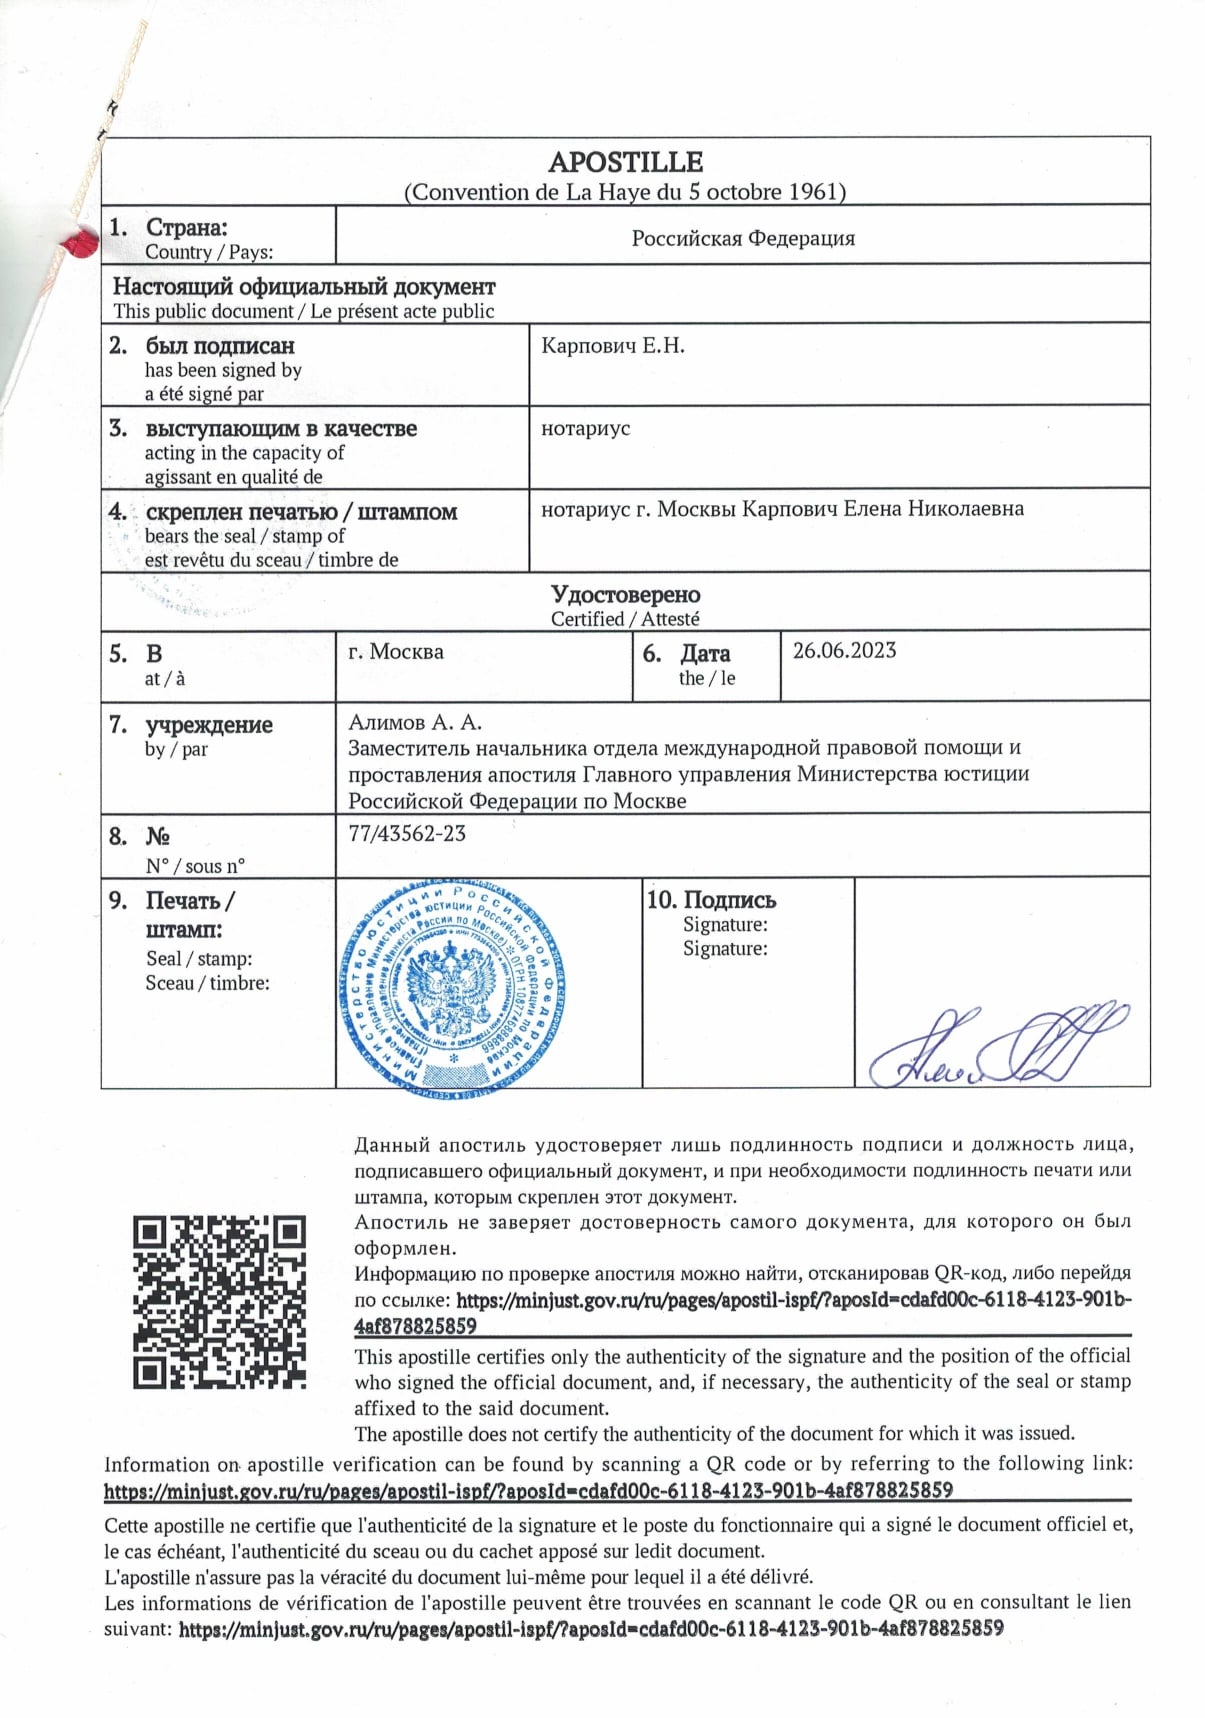 APOSTILLE
(Convention de La Haye du 5 octobre 1961)
1. Страна:
Country / Pays:
Российская Федерация
Настоящий официальный документ
This public document / Le présent acte public
2. был подписан
has been signed by
a été signé par
Карпович Е.Н.
3. выступающим в качестве
acting in the capacity of
agissant en qualité de
нотариус
4. скреплен печатью / штампом
bears the seal / stamp of
est revêtu du sceau / timbre de
нотариус г. Москвы Карпович Елена Николаевна
Удостоверено
Certified / Attesté
5. В
at / à
г. Москва
6. Дата
the / le
26.06.2023
7. учреждение
by / par
Алимов А. А.
Заместитель начальника отдела международной правовой помощи и
проставления апостиля Главного управления Министерства юстиции
Российской Федерации по Москве
8. №
N° / sous n°
77/43562-23
9. Печать /
штамп:
Seal / stamp:
Sceau / timbre:
Министерство юстиции Российской Федерации
Главное управление Министерства юстиции Российской Федерации по Москве
10. Подпись
Signature:
Signature:
Данный апостиль удостоверяет лишь подлинность подписи и должность лица,
подписавшего официальный документ, и при необходимости подлинность печати или
штампа, которым скреплен этот документ.
Апостиль не заверяет достоверность самого документа, для которого он был
оформлен.
Информацию по проверке апостиля можно найти, отсканировав QR-код, либо перейдя
по ссылке: https://minjust.gov.ru/ru/pages/apostil-ispf/?aposId=cdafd00c-6118-4123-901b-
4af878825859
This apostille certifies only the authenticity of the signature and the position of the official
who signed the official document, and, if necessary, the authenticity of the seal or stamp
affixed to the said document.
The apostille does not certify the authenticity of the document for which it was issued.
Information on apostille verification can be found by scanning a QR code or by referring to the following link:
https://minjust.gov.ru/ru/pages/apostil-ispf/?aposId=cdafd00c-6118-4123-901b-4af878825859
Cette apostille ne certifie que l'authenticité de la signature et le poste du fonctionnaire qui a signé le document officiel et,
le cas échéant, l'authenticité du sceau ou du cachet apposé sur ledit document.
L'apostille n'assure pas la véracité du document lui-même pour lequel il a été délivré.
Les informations de vérification de l'apostille peuvent être trouvées en scannant le code QR ou en consultant le lien
suivant: https://minjust.gov.ru/ru/pages/apostil-ispf/?aposId=cdafd00c-6118-4123-901b-4af878825859